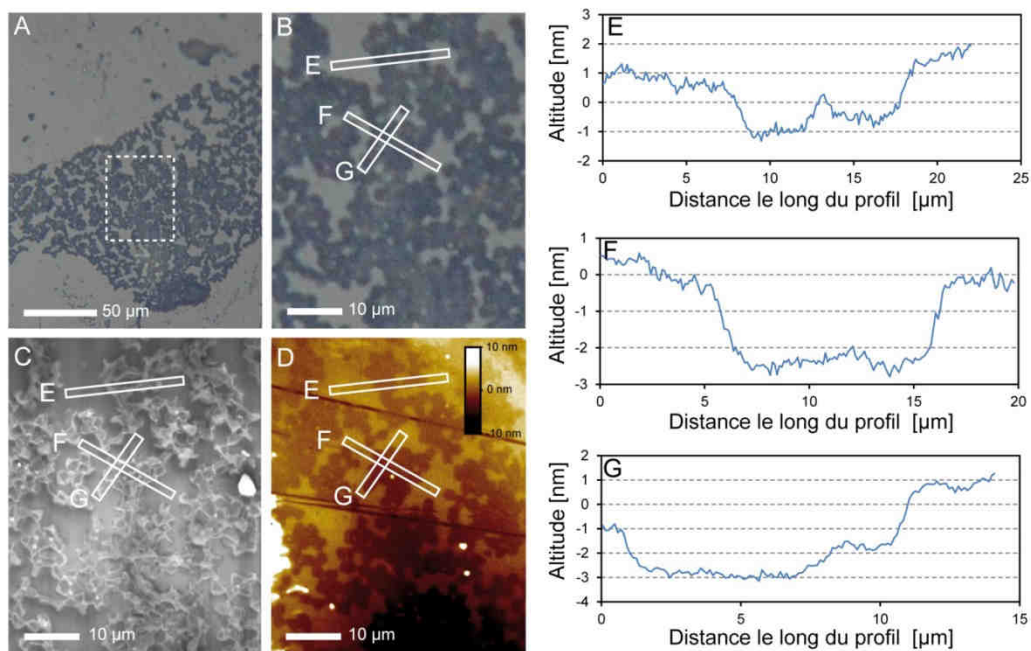 A
50 µm
B
E
F
G
10 µm
C
E
F
G
10 µm
D
10 nm
0 nm
-10 nm
E
F
G
10 µm
E
Altitude [nm]
3
2
1
0
-1
-2
0 5 10 15 20 25
Distance le long du profil [µm]
F
Altitude [nm]
1
0
-1
-2
-3
0 5 10 15 20
Distance le long du profil [µm]
G
Altitude [nm]
2
1
0
-1
-2
-3
-4
0 5 10 15
Distance le long du profil [µm]